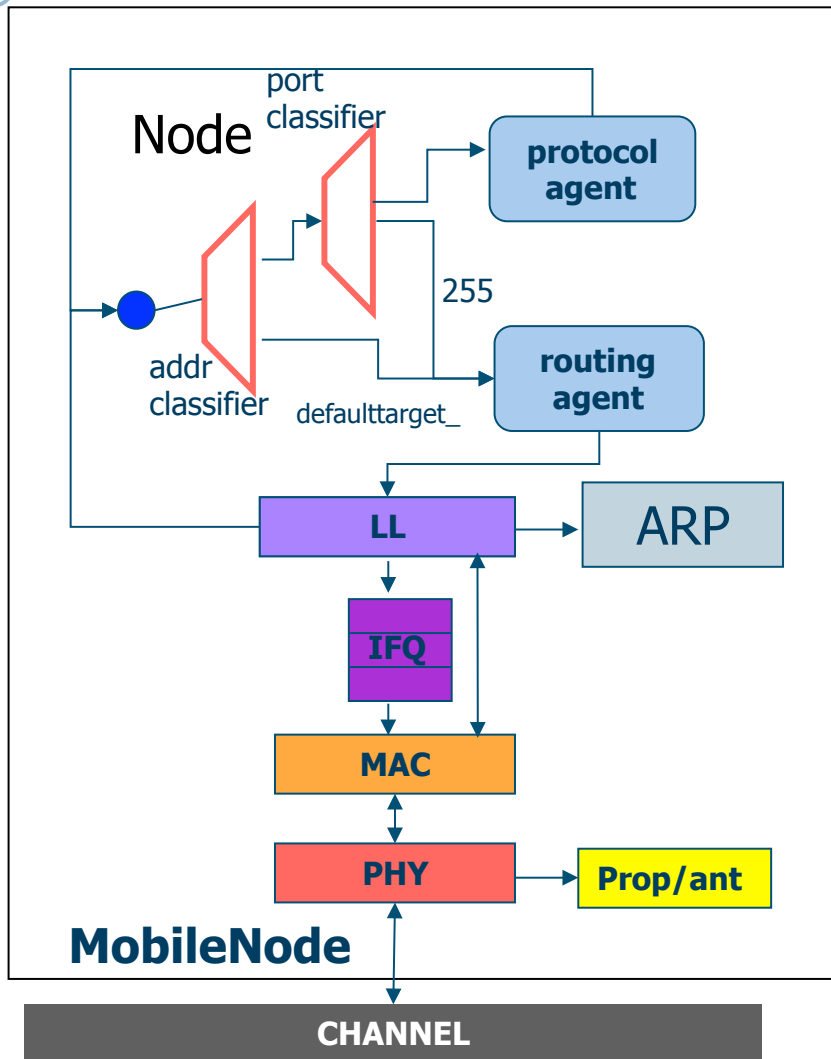 port
classifier
Node
protocol
agent
255
addr
classifier
defaulttarget_
routing
agent
LL
ARP
IFQ
MAC
PHY
Prop/ant
MobileNode
CHANNEL